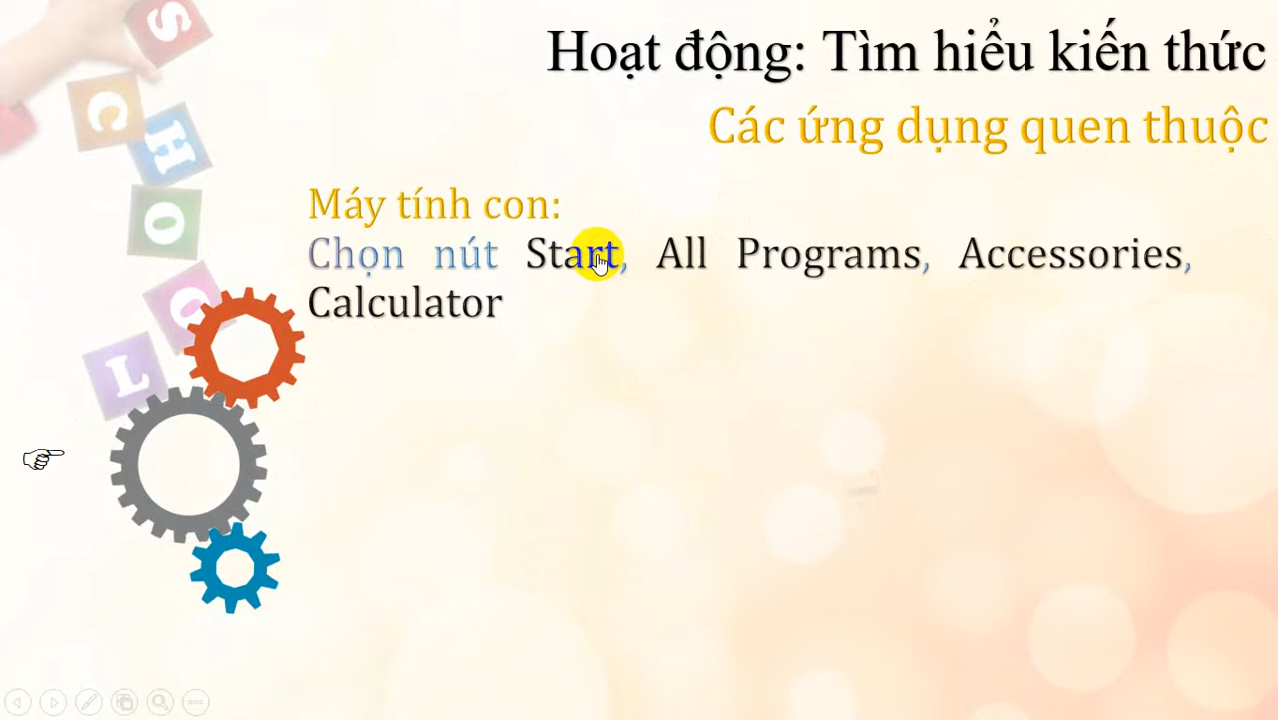 S
C
H
O
O
L
Hoạt động: Tìm hiểu kiến thức
Các ứng dụng quen thuộc
Máy tính con:
Chọn nút Start, All Programs, Accessories,
Calculator